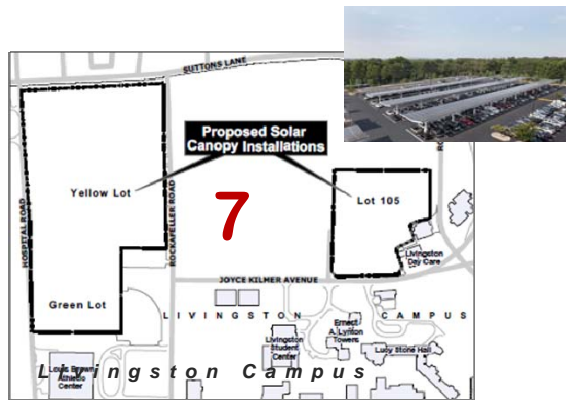 SUTTONS LANE
Proposed Solar
Canopy Installations
Yellow Lot
Lot 105
HOSPITAL ROAD
ROCKAFELLER ROAD
7
Livingston
Day Care
JOYCE KILMER AVENUE
Green Lot
LIVINGSTON CAMPUS
Livingston
Student
Center
Ernest
A. Lynton
Towers
Lucy Stone Hall
Louis Brown
Athletic
Center
Livingston Campus